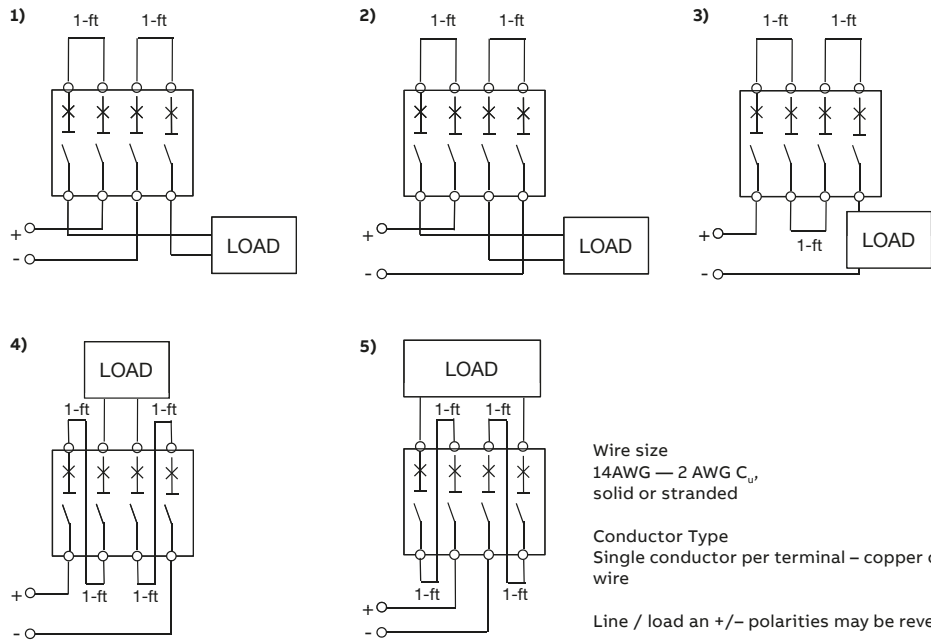 1)
1-ft 1-ft
+
-
LOAD
2)
1-ft 1-ft
+
-
LOAD
3)
1-ft 1-ft
+
-
1-ft
LOAD
4)
LOAD
1-ft 1-ft
1-ft 1-ft
+
-
5)
LOAD
1-ft 1-ft
1-ft 1-ft
+
-
Wire size
14AWG — 2 AWG Cu,
solid or stranded
Conductor Type
Single conductor per terminal – copper
wire
Line / load an +/– polarities may be